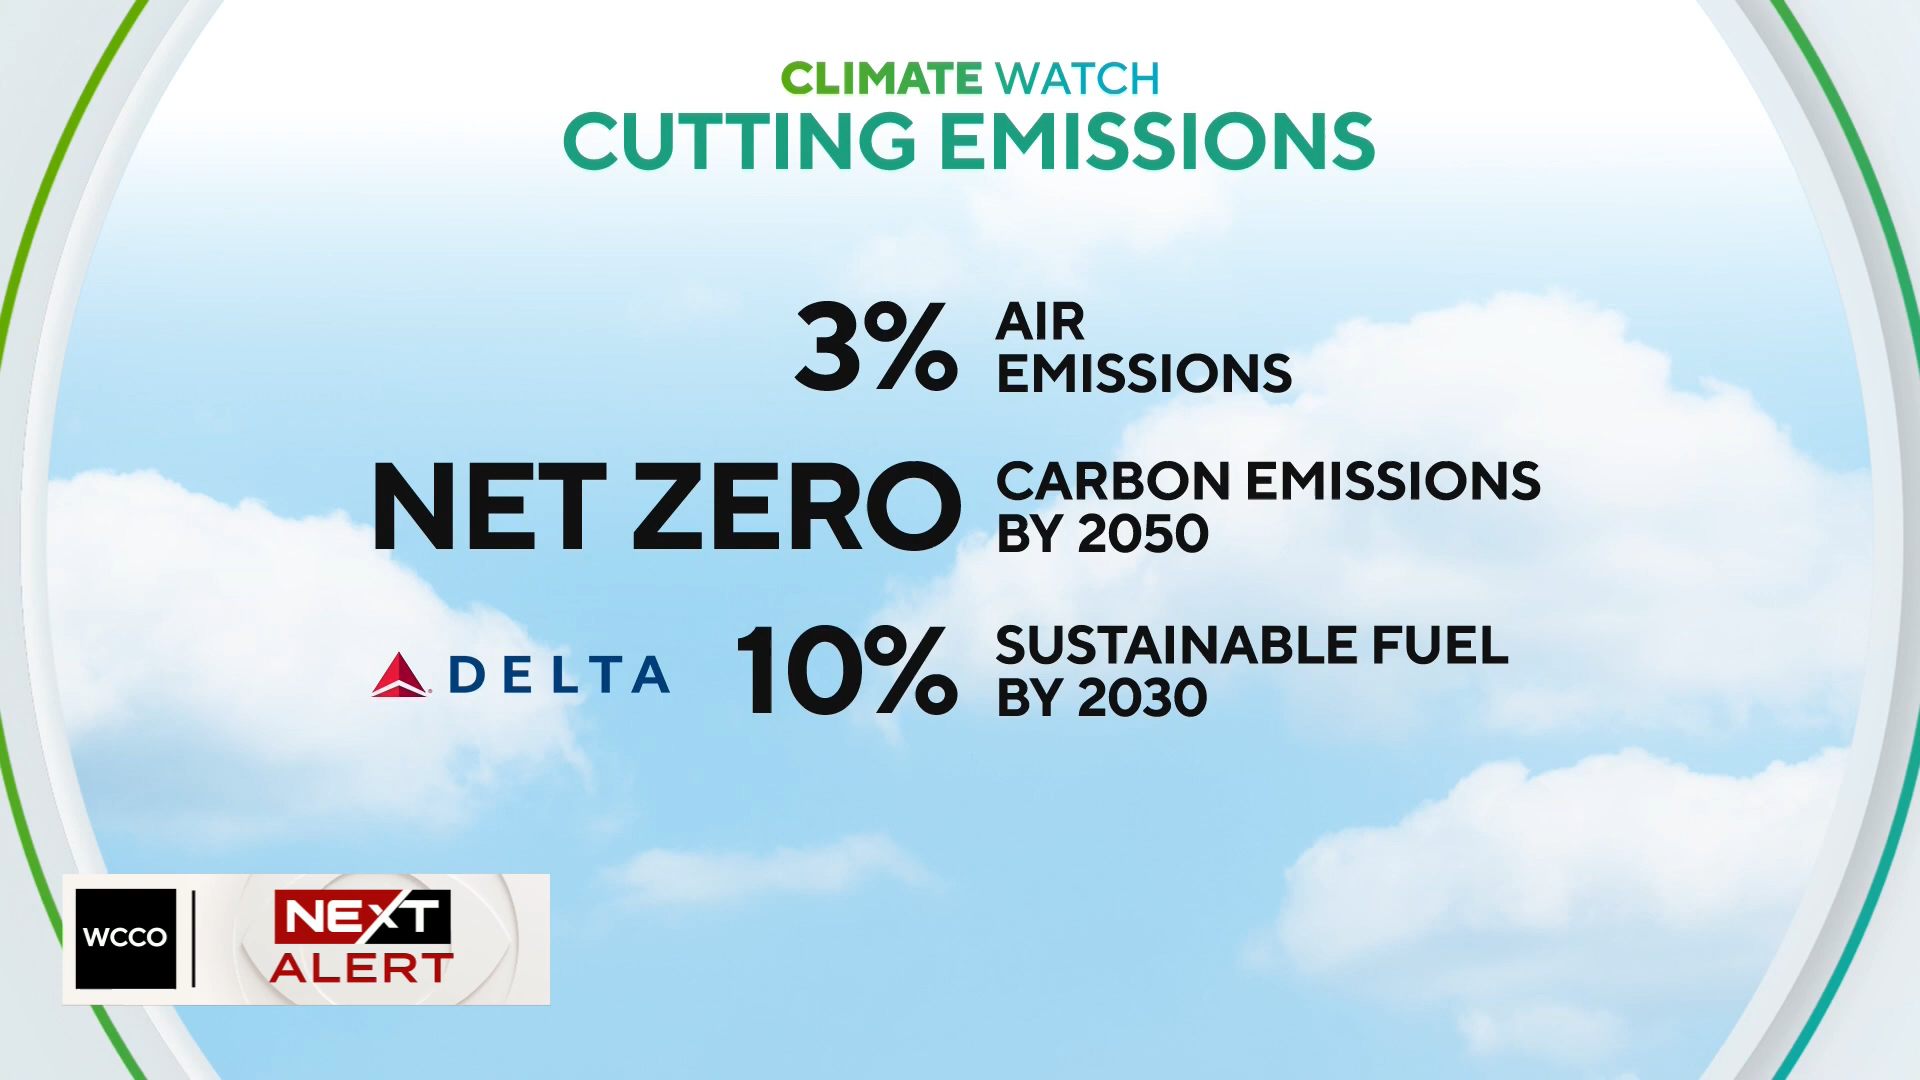 CLIMATE WATCH
CUTTING EMISSIONS
3% AIR
EMISSIONS
NET ZERO CARBON EMISSIONS
BY 2050
DELTA 10% SUSTAINABLE FUEL
BY 2030
WCCO NEXT
ALERT